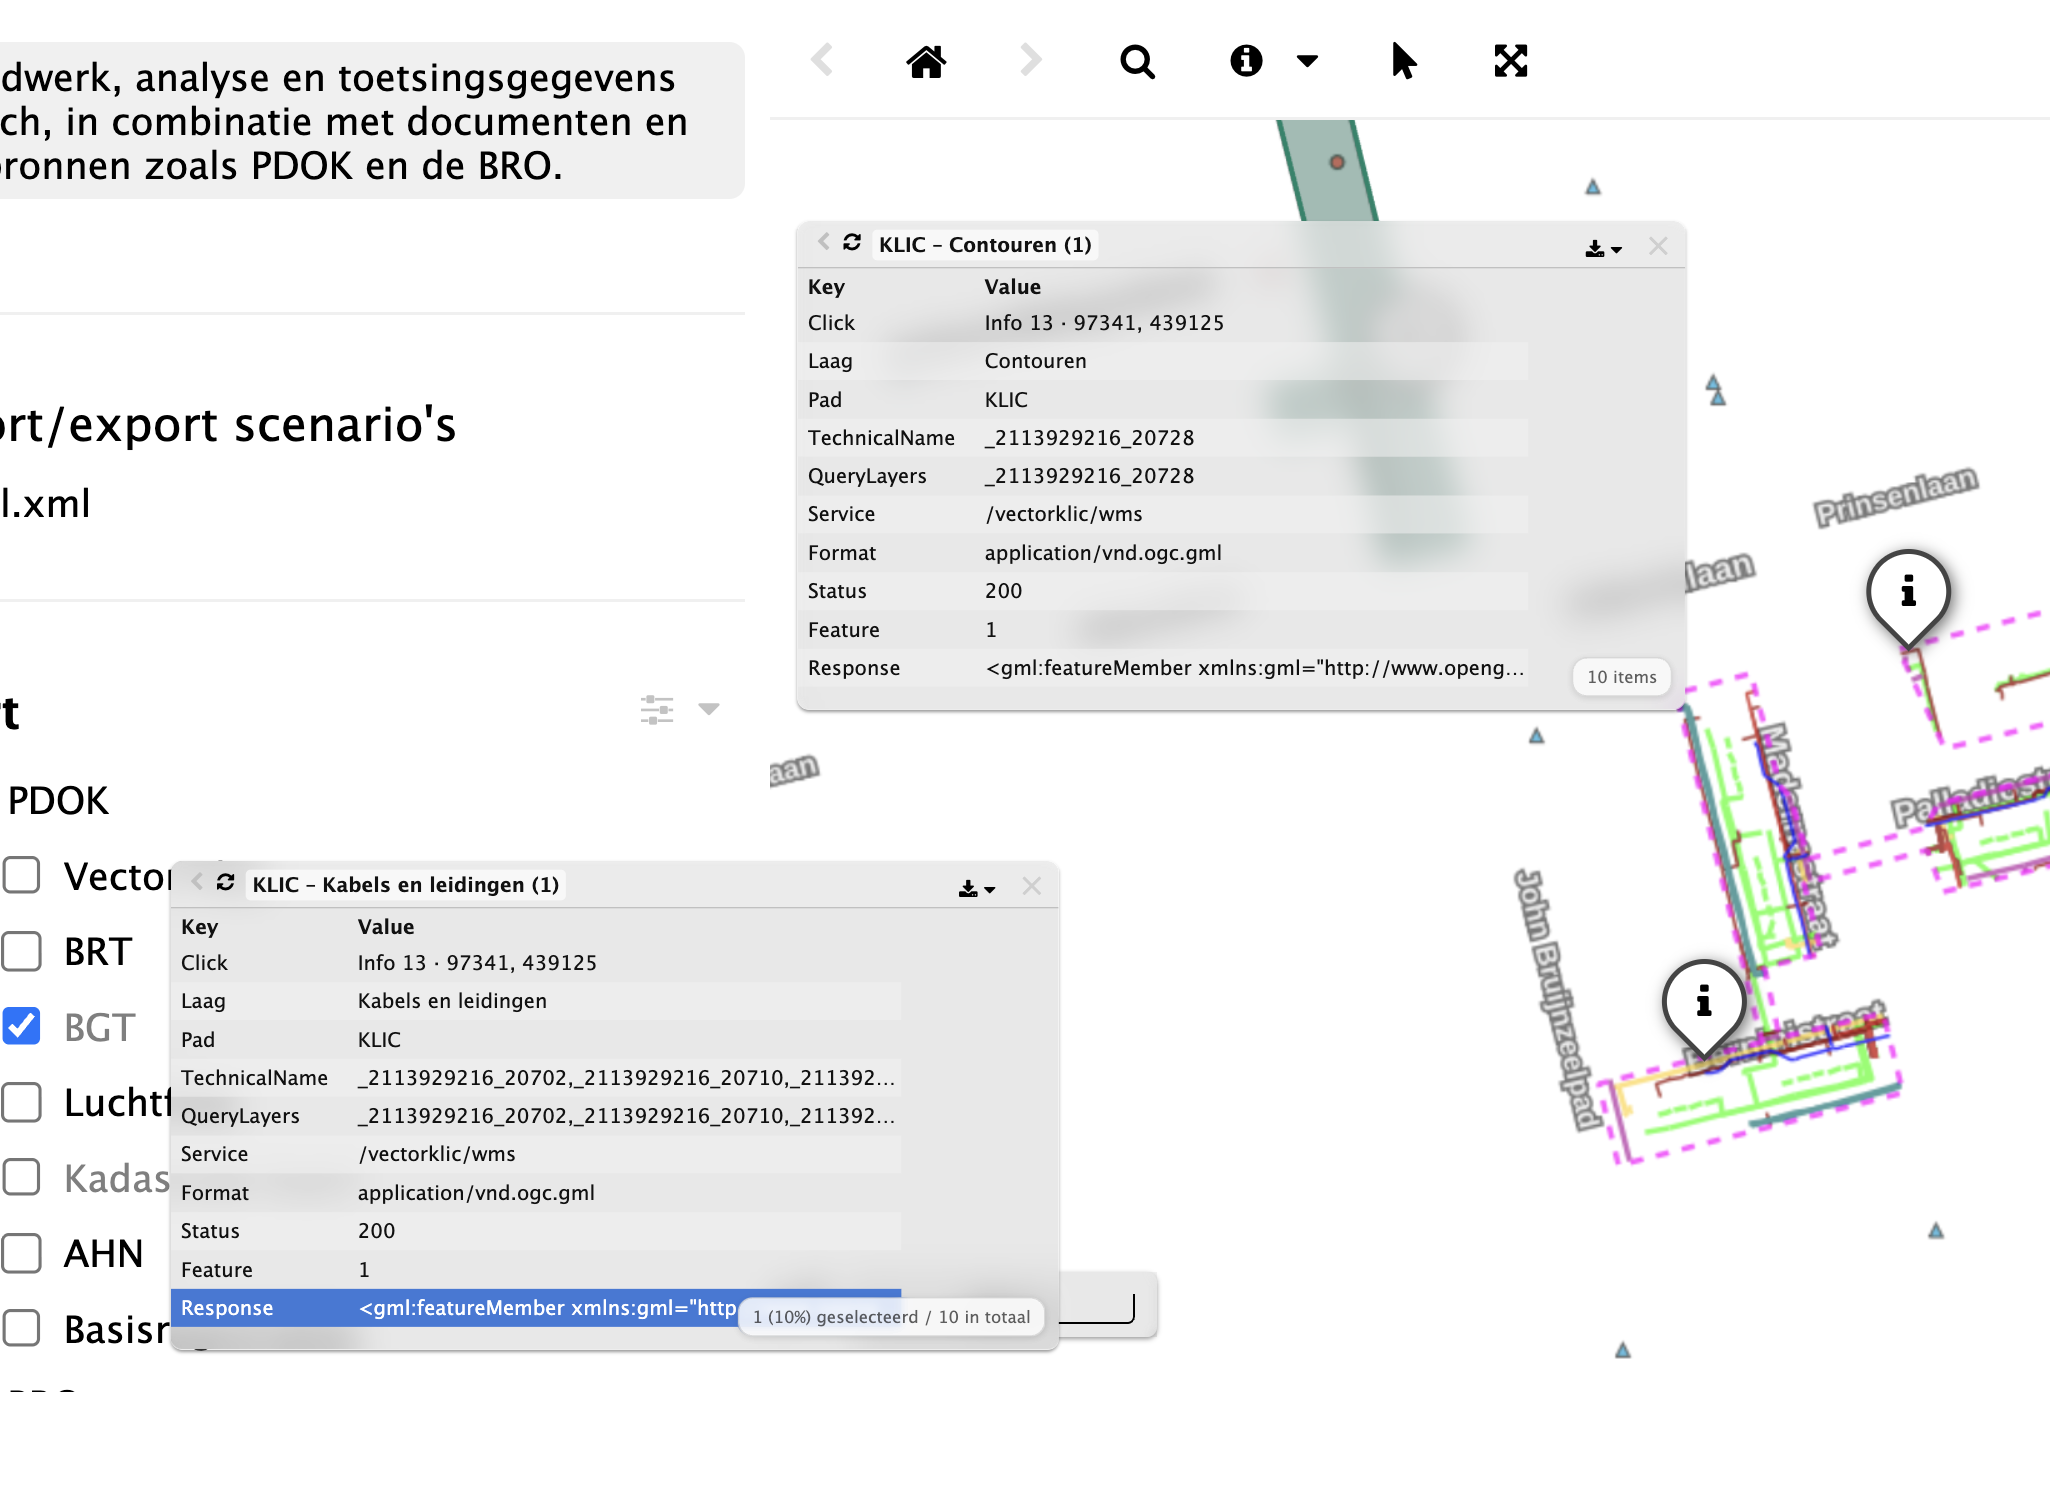 dwerk, analyse en toetsingsgegevens
ch, in combinatie met documenten en
ronnen zoals PDOK en de BRO.
ort/export scenario's
l.xml
t
PDOK
Vector
BRT
BGT
Luchtf
Kadas
AHN
Basisr
KLIC – Contouren (1)
Key Value
Click Info 13 · 97341, 439125
Laag Contouren
Pad KLIC
TechnicalName _2113929216_20728
QueryLayers _2113929216_20728
Service /vectorklic/wms
Format application/vnd.ogc.gml
Status 200
Feature 1
Response <gml:featureMember xmlns:gml="http://www.openg...
10 items
KLIC – Kabels en leidingen (1)
Key Value
Click Info 13 · 97341, 439125
Laag Kabels en leidingen
Pad KLIC
TechnicalName _2113929216_20702,_2113929216_20710,_211392...
QueryLayers _2113929216_20702,_2113929216_20710,_211392...
Service /vectorklic/wms
Format application/vnd.ogc.gml
Status 200
Feature 1
Response <gml:featureMember xmlns:gml="http
1 (10%) geselecteerd / 10 in totaal
Prinsenlaan
laan
aan
John Bruijnzeelpad